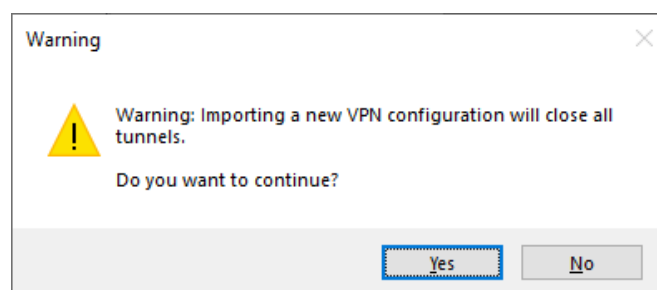 Warning
Warning: Importing a new VPN configuration will close all
tunnels.
Do you want to continue?
Yes
No